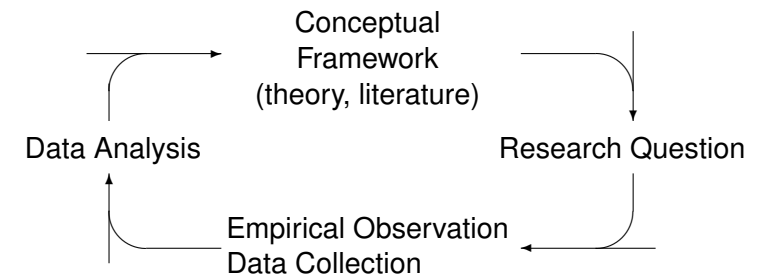 Conceptual
Framework
(theory, literature)
Data Analysis
Research Question
Empirical Observation
Data Collection